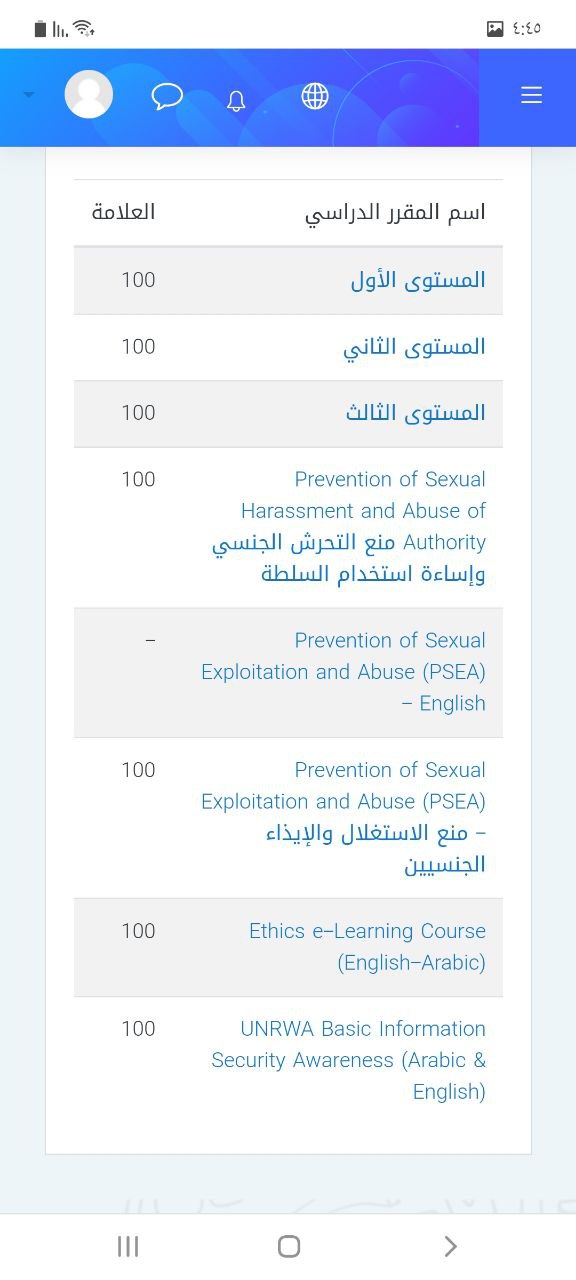 ٤:٤٥
اسم المقرر الدراسي العلامة
المستوى الأول 100
المستوى الثاني 100
المستوى الثالث 100
Prevention of Sexual 100
Harassment and Abuse of
Authority منع التحرش الجنسي
وإساءة استخدام السلطة
Prevention of Sexual –
Exploitation and Abuse (PSEA)
– English
Prevention of Sexual 100
Exploitation and Abuse (PSEA)
– منع الاستغلال والإيذاء
الجنسيين
Ethics e–Learning Course 100
(English–Arabic)
UNRWA Basic Information 100
Security Awareness (Arabic &
English)